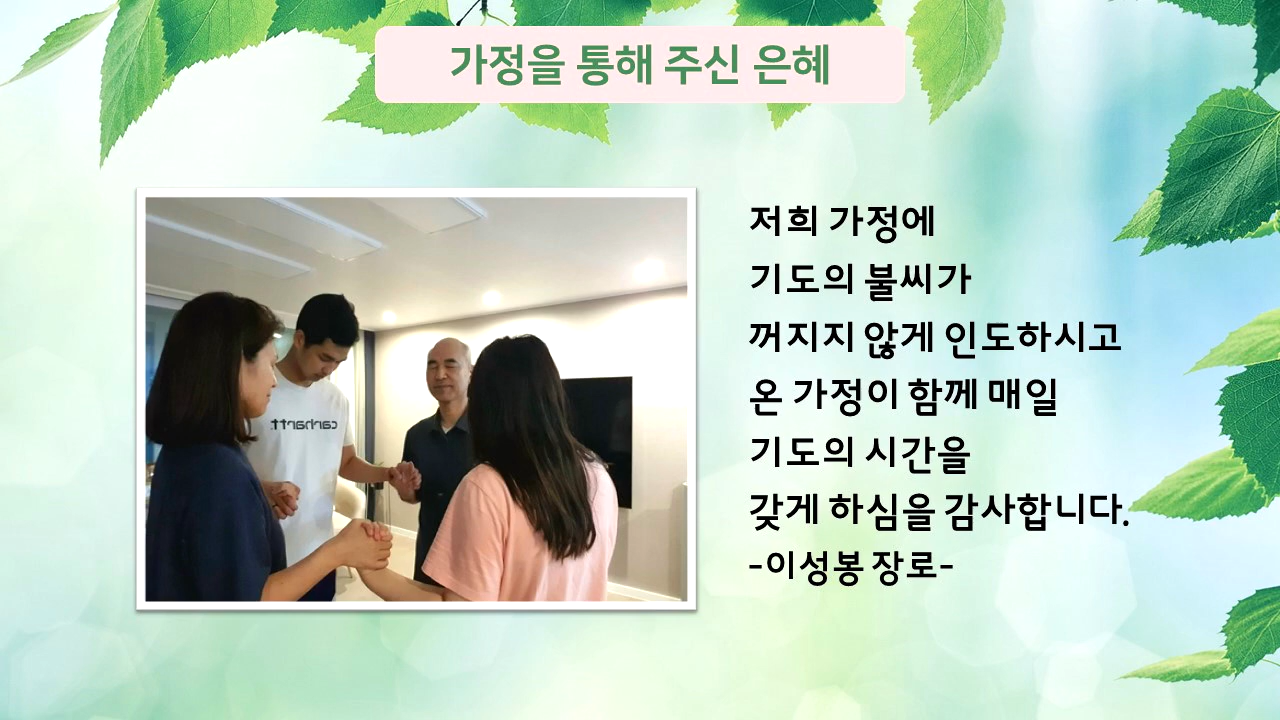 가정을 통해 주신 은혜
carhartt
저희 가정에
기도의 불씨가
꺼지지 않게 인도하시고
온 가정이 함께 매일
기도의 시간을
갖게 하심을 감사합니다.
-이성봉 장로-